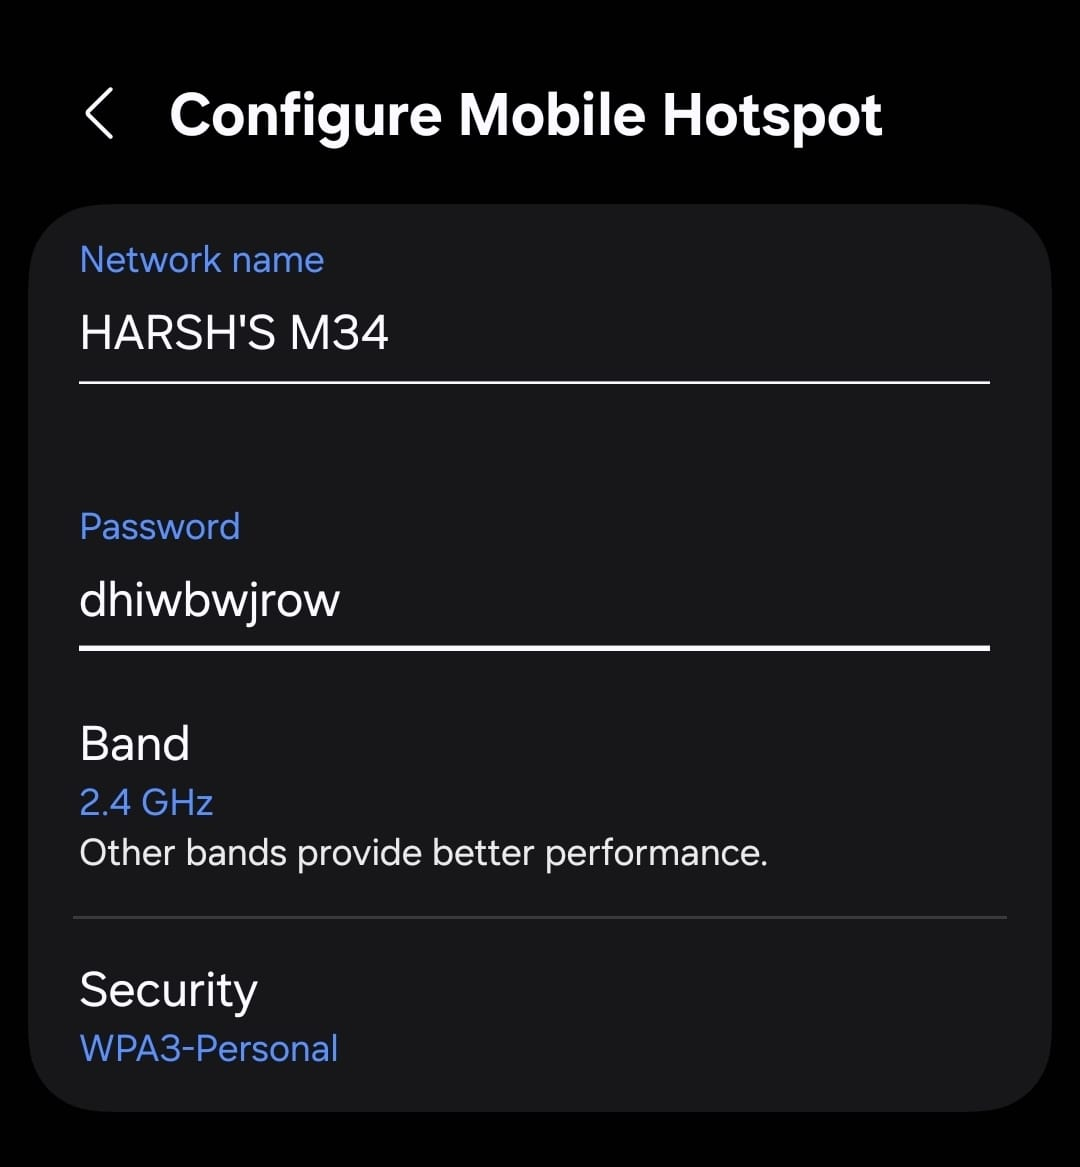 Configure Mobile Hotspot
Network name
HARSH'S M34
Password
dhiwbwjrow
Band
2.4 GHz
Other bands provide better performance.
Security
WPA3-Personal